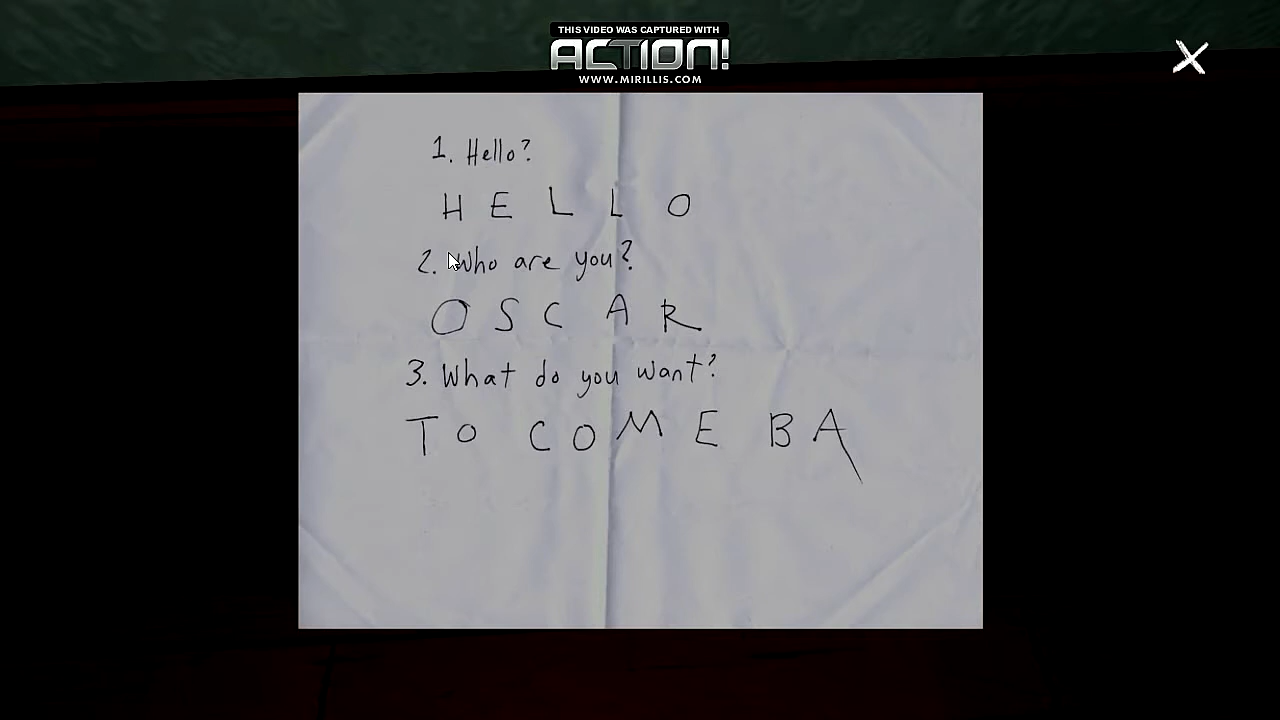 THIS VIDEO WAS CAPTURED WITH
ACTION!
WWW.MIRILLIS.COM
1. Hello?
H E L L O
2. Who are you?
O S C A R
3. What do you want?
T O C O M E B A